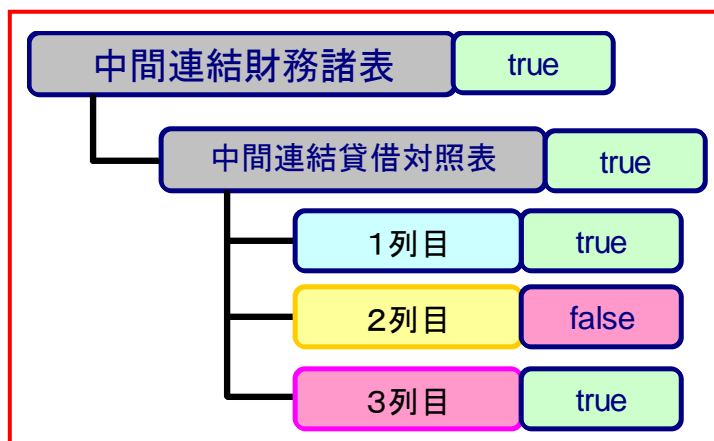 中間連結財務諸表 true
中間連結貸借対照表 true
１列目 true
２列目 false
３列目 true